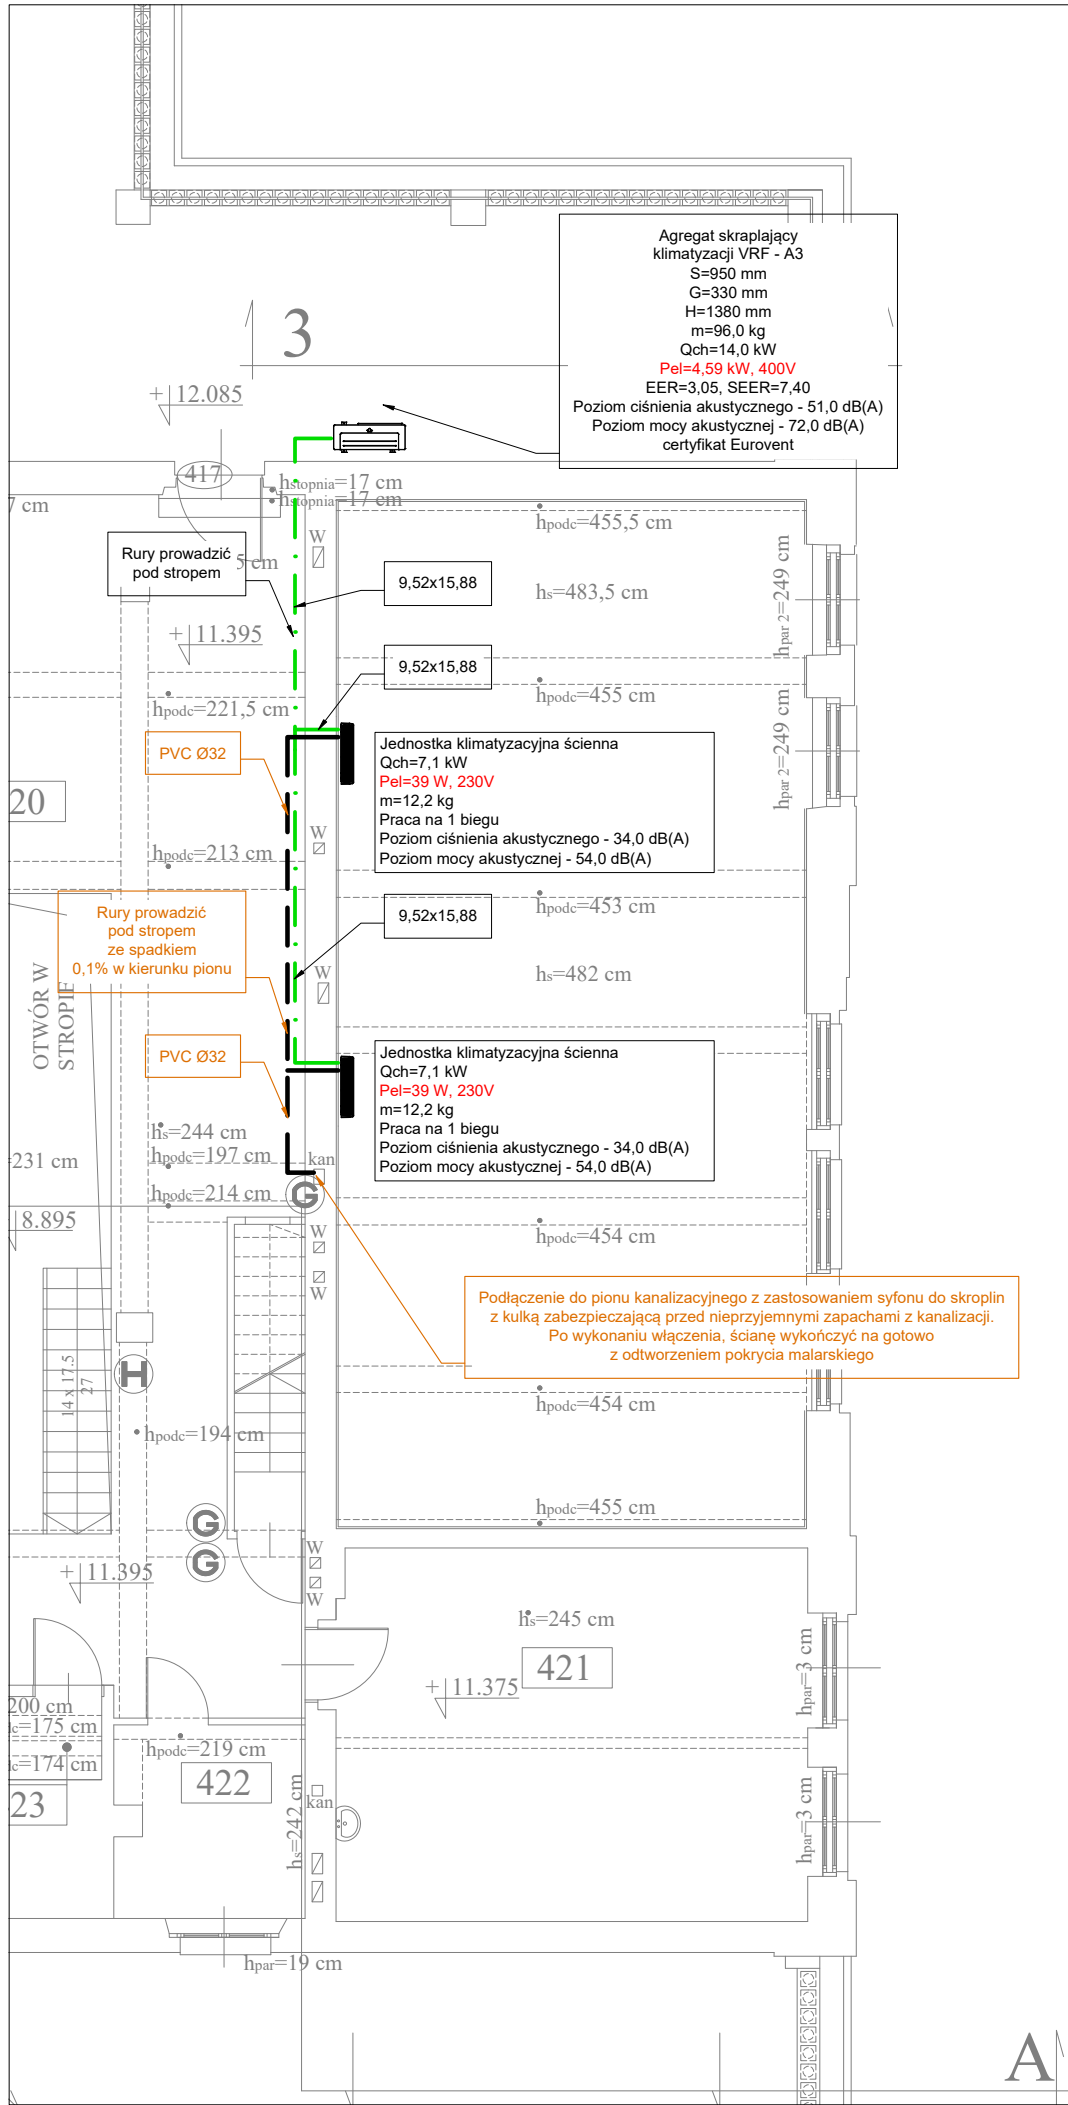 Agregat skraplający
klimatyzacji VRF - A3
S=950 mm
G=330 mm
H=1380 mm
m=96,0 kg
Qch=14,0 kW
Pel=4,59 kW, 400V
EER=3,05, SEER=7,40
Poziom ciśnienia akustycznego - 51,0 dB(A)
Poziom mocy akustycznej - 72,0 dB(A)
certyfikat Eurovent
3
+ 12.085
417
hstopnia=17 cm
hstopnia=17 cm
7 cm
hpodc=455,5 cm
W
Rury prowadzić
pod stropem
5 cm
9,52x15,88
hs=483,5 cm
hpar 2=249 cm
+ 11.395
9,52x15,88
hpodc=455 cm
hpodc=221,5 cm
hpar 2=249 cm
PVC Ø32
Jednostka klimatyzacyjna ścienna
Qch=7,1 kW
Pel=39 W, 230V
m=12,2 kg
Praca na 1 biegu
Poziom ciśnienia akustycznego - 34,0 dB(A)
Poziom mocy akustycznej - 54,0 dB(A)
20
W
hpodc=213 cm
hpodc=453 cm
Rury prowadzić
pod stropem
ze spadkiem
0,1% w kierunku pionu
9,52x15,88
W
hs=482 cm
OTWÓR W
STROPIE
PVC Ø32
Jednostka klimatyzacyjna ścienna
Qch=7,1 kW
Pel=39 W, 230V
m=12,2 kg
Praca na 1 biegu
Poziom ciśnienia akustycznego - 34,0 dB(A)
Poziom mocy akustycznej - 54,0 dB(A)
hs=244 cm
=231 cm
hpodc=197 cm
kan
hpodc=214 cm
G
8.895
W
W
hpodc=454 cm
Podłączenie do pionu kanalizacyjnego z zastosowaniem syfonu do skroplin
z kulką zabezpieczającą przed nieprzyjemnymi zapachami z kanalizacji.
Po wykonaniu włączenia, ścianę wykończyć na gotowo
z odtworzeniem pokrycia malarskiego
H
14 x 17.5
27
hpodc=194 cm
hpodc=454 cm
hpodc=455 cm
G
G
W
W
+ 11.395
hs=245 cm
421
+ 11.375
hpar=3 cm
200 cm
=175 cm
=174 cm
hpodc=219 cm
422
23
kan
hs=242 cm
hpar=3 cm
hpar=19 cm
A